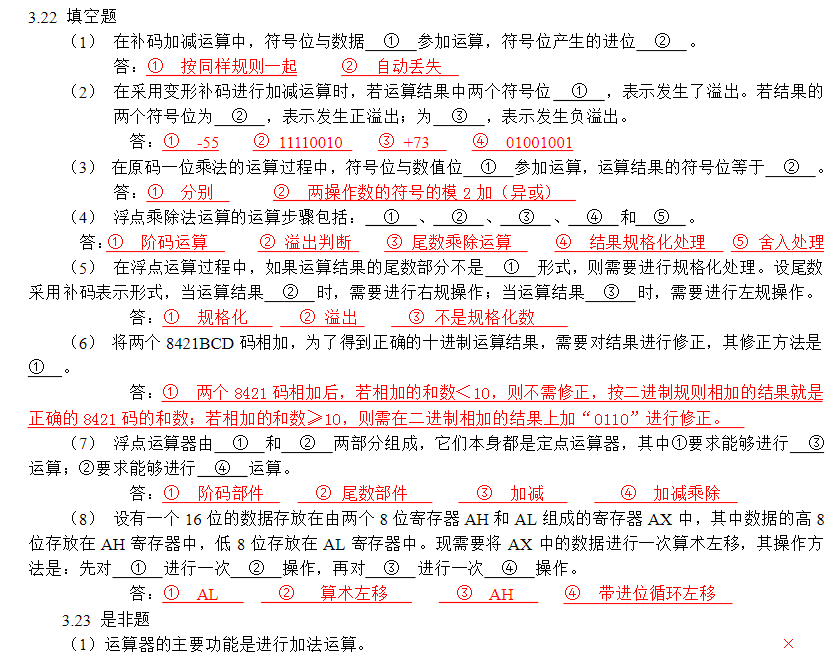 3.22 填空题
（1） 在补码加减运算中，符号位与数据 ① 参加运算，符号位产生的进位 ② 。
答：① 按同样规则一起 ② 自动丢失
（2） 在采用变形补码进行加减运算时，若运算结果中两个符号位 ① ，表示发生了溢出。若结果的
两个符号位为 ② ，表示发生正溢出；为 ③ ，表示发生负溢出。
答：① -55 ② 11110010 ③ +73 ④ 01001001
（3） 在原码一位乘法的运算过程中，符号位与数值位 ① 参加运算，运算结果的符号位等于 ② 。
答：① 分别 ② 两操作数的符号的模 2 加（异或）
（4） 浮点乘除法运算的运算步骤包括： ① 、 ② 、 ③ 、 ④ 和 ⑤ 。
答：① 阶码运算 ② 溢出判断 ③ 尾数乘除运算 ④ 结果规格化处理 ⑤ 舍入处理
（5） 在浮点运算过程中，如果运算结果的尾数部分不是 ① 形式，则需要进行规格化处理。设尾数
采用补码表示形式，当运算结果 ② 时，需要进行右规操作；当运算结果 ③ 时，需要进行左规操作。
答：① 规格化 ② 溢出 ③ 不是规格化数
（6） 将两个 8421BCD 码相加，为了得到正确的十进制运算结果，需要对结果进行修正，其修正方法是
① 。
答：① 两个 8421 码相加后，若相加的和数＜10，则不需修正，按二进制规则相加的结果就是
正确的 8421 码的和数；若相加的和数≥10，则需在二进制相加的结果上加“0110”进行修正。
（7） 浮点运算器由 ① 和 ② 两部分组成，它们本身都是定点运算器，其中①要求能够进行 ③
运算；②要求能够进行 ④ 运算。
答：① 阶码部件 ② 尾数部件 ③ 加减 ④ 加减乘除
（8） 设有一个 16 位的数据存放在由两个 8 位寄存器 AH 和 AL 组成的寄存器 AX 中，其中数据的高 8
位存放在 AH 寄存器中，低 8 位存放在 AL 寄存器中。现需要将 AX 中的数据进行一次算术左移，其操作方
法是：先对 ① 进行一次 ② 操作，再对 ③ 进行一次 ④ 操作。
答：① AL ② 算术左移 ③ AH ④ 带进位循环左移
3.23 是非题
（1）运算器的主要功能是进行加法运算。 ×